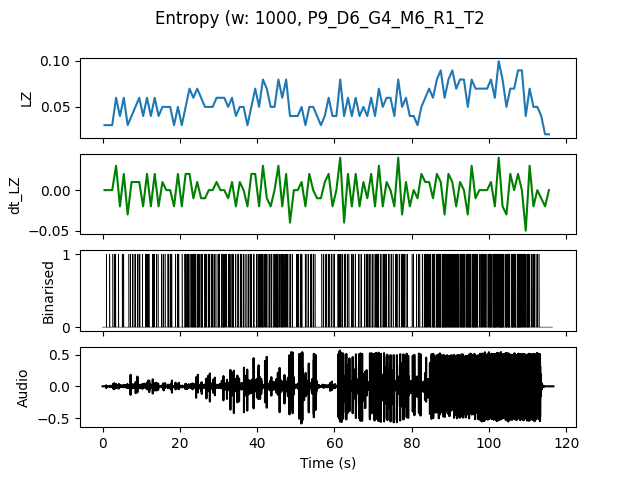 Entropy (w: 1000, P9_D6_G4_M6_R1_T2
0.10
0.05
LZ
0.00
−0.05
dt_LZ
1
0
Binarised
0.5
0.0
−0.5
Audio
0 20 40 60 80 100 120
Time (s)